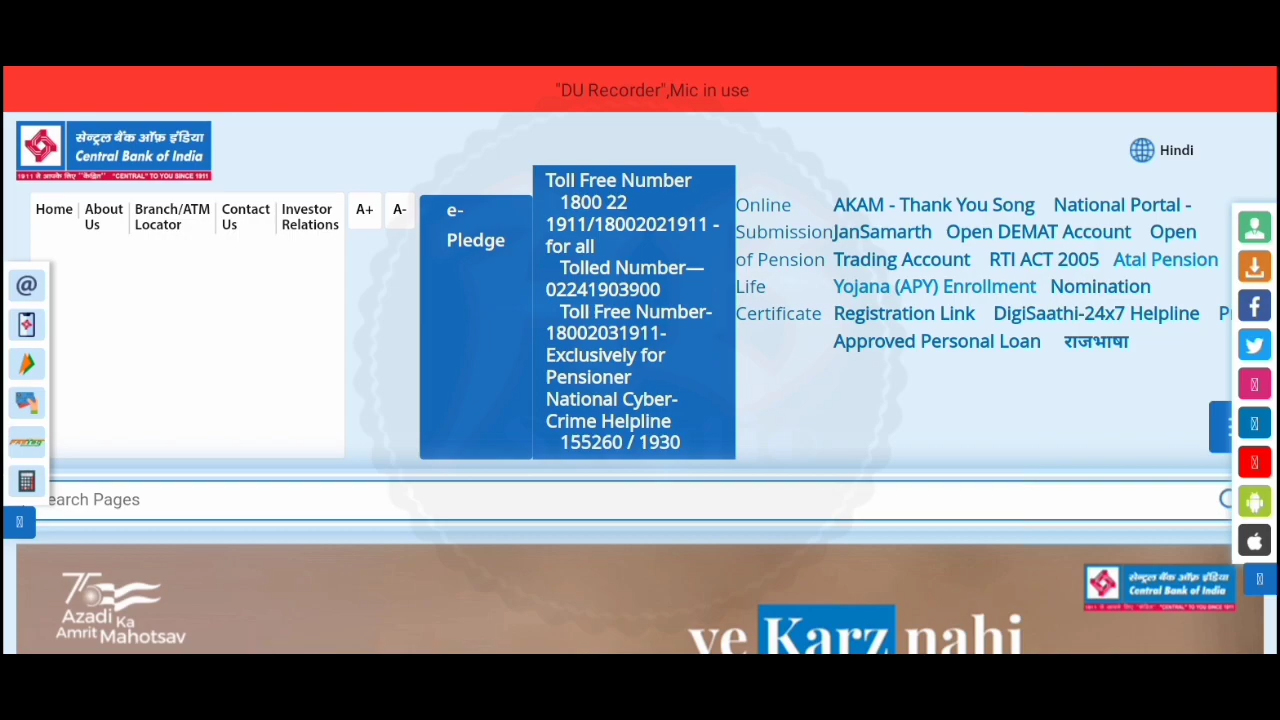 "DU Recorder",Mic in use
सेन्ट्रल बैंक ऑफ़ इंडिया
Central Bank of India
1911 से आपके लिए "केंद्रित" "CENTRAL" TO YOU SINCE 1911
Hindi
Home
About Us
Branch/ATM Locator
Contact Us
Investor Relations
A+
A-
e-
Pledge
Toll Free Number
1800 22
1911/18002021911 -
for all
Tolled Number—
02241903900
Toll Free Number-
18002031911-
Exclusively for
Pensioner
National Cyber-
Crime Helpline
155260 / 1930
Online
Submission
of Pension
Life
Certificate
AKAM - Thank You Song National Portal -
JanSamarth Open DEMAT Account Open
Trading Account RTI ACT 2005 Atal Pension
Yojana (APY) Enrollment Nomination
Registration Link DigiSaathi-24x7 Helpline
Approved Personal Loan राजभाषा
earch Pages
75
Azadi Ka
Amrit Mahotsav
सेन्ट्रल बैंक ऑफ़ इंडिया
Central Bank of India
ye Karz nahi